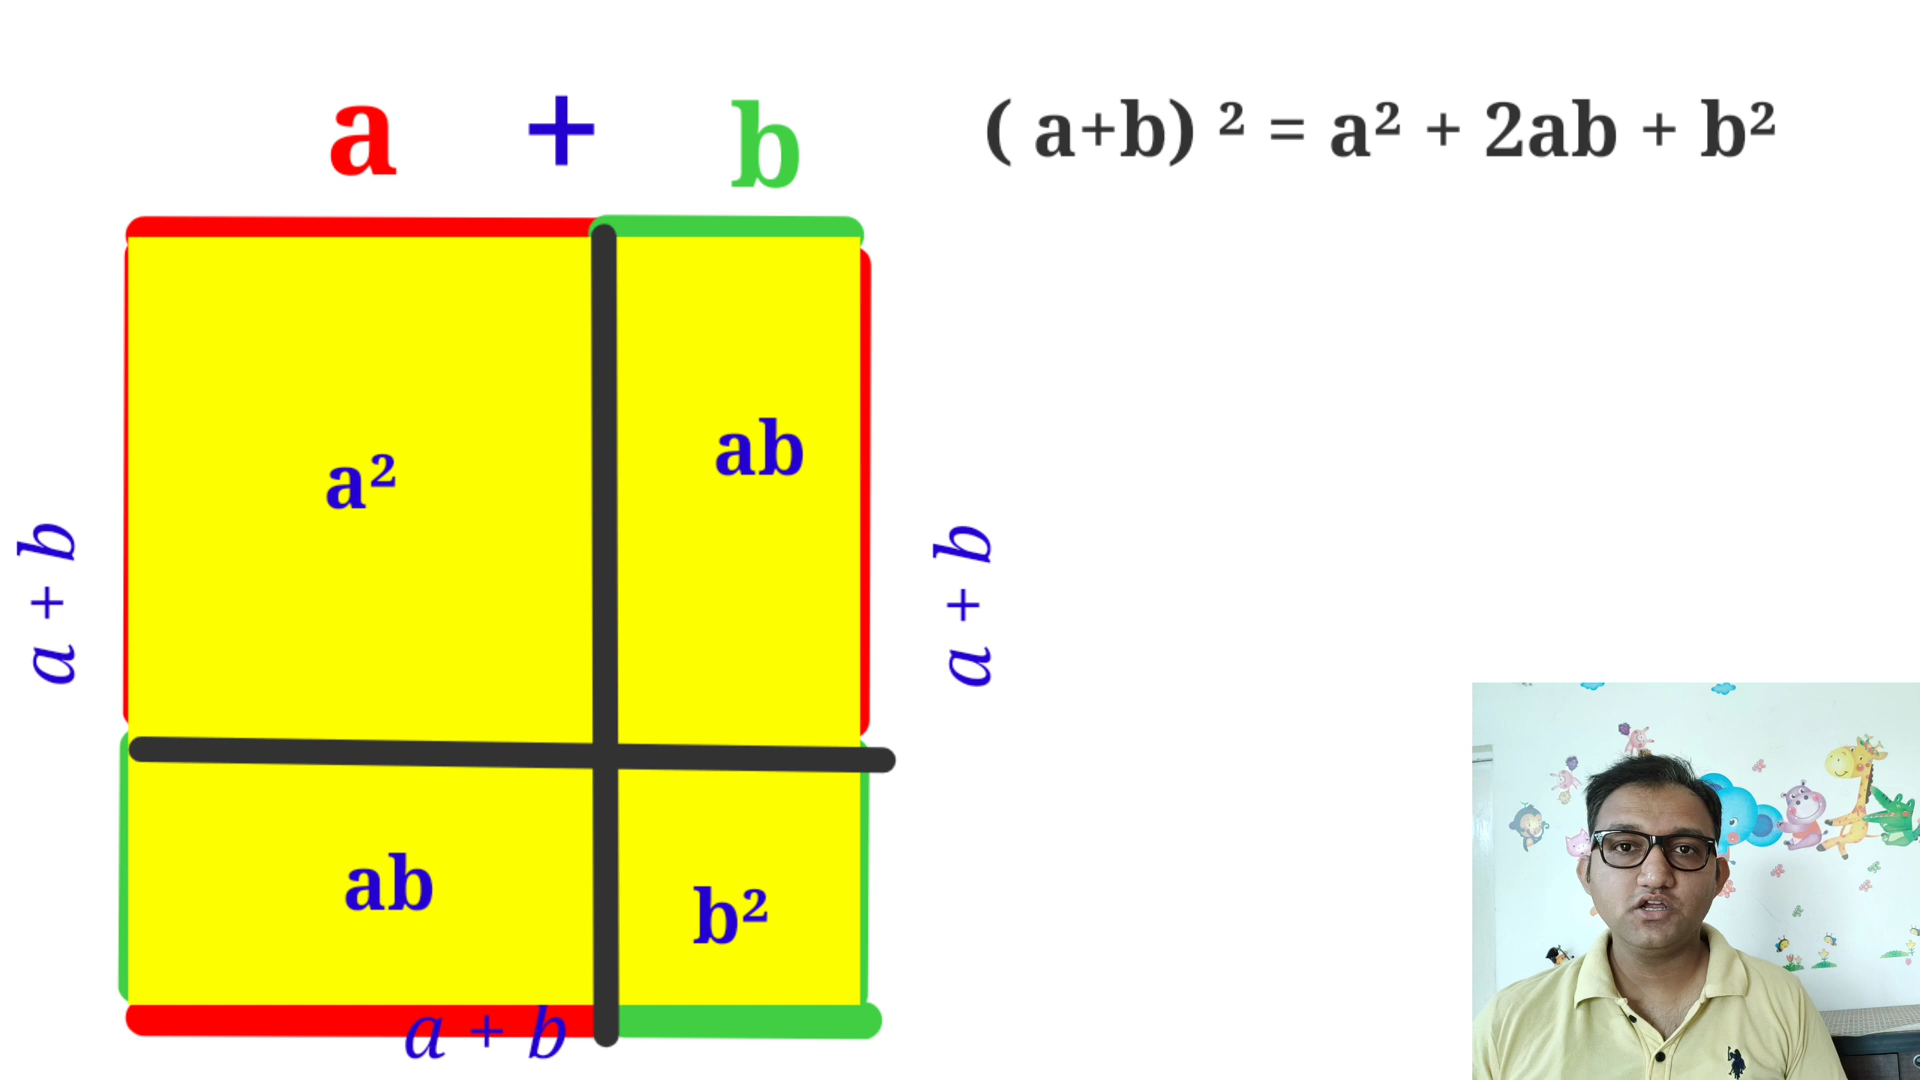 a + b
( a+b) ² = a² + 2ab + b²
a²
ab
a + b
a + b
ab
b²
a + b